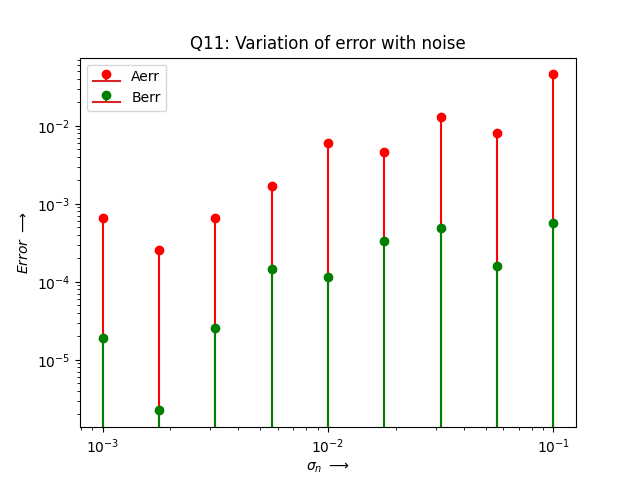 Q11: Variation of error with noise
Aerr
Berr
Error ⟶
10⁻²
10⁻³
10⁻⁴
10⁻⁵
10⁻³ 10⁻² 10⁻¹
σₙ ⟶